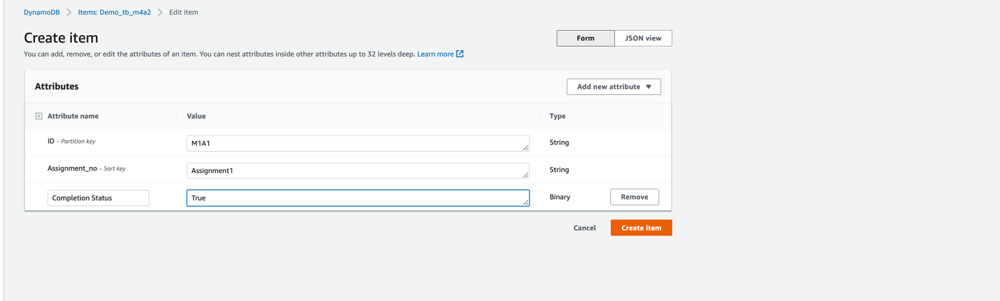 DynamoDB > Items: Demo_tb_m4a2 > Edit item
Create item
Form JSON view
You can add, remove, or edit the attributes of an item. You can nest attributes inside other attributes up to 32 levels deep. Learn more
Attributes
Add new attribute ▼
Attribute name Value Type
ID - Partition key M1A1 String
Assignment_no - Sort key Assignment1 String
Completion Status True Binary Remove
Cancel Create item